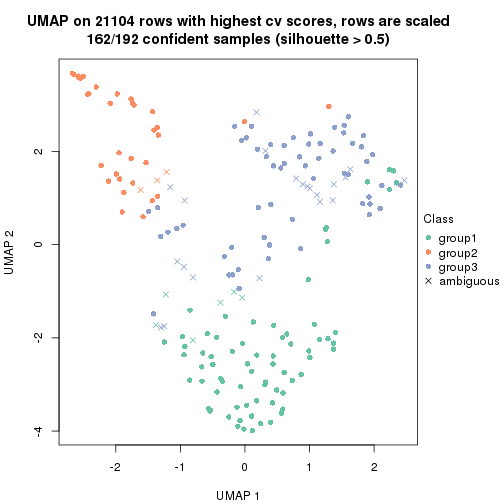 UMAP on 21104 rows with highest cv scores, rows are scaled
162/192 confident samples (silhouette > 0.5)
2
0
-2
-4
UMAP 2
-2
-1
0
1
2
UMAP 1
Class
group1
group2
group3
ambiguous